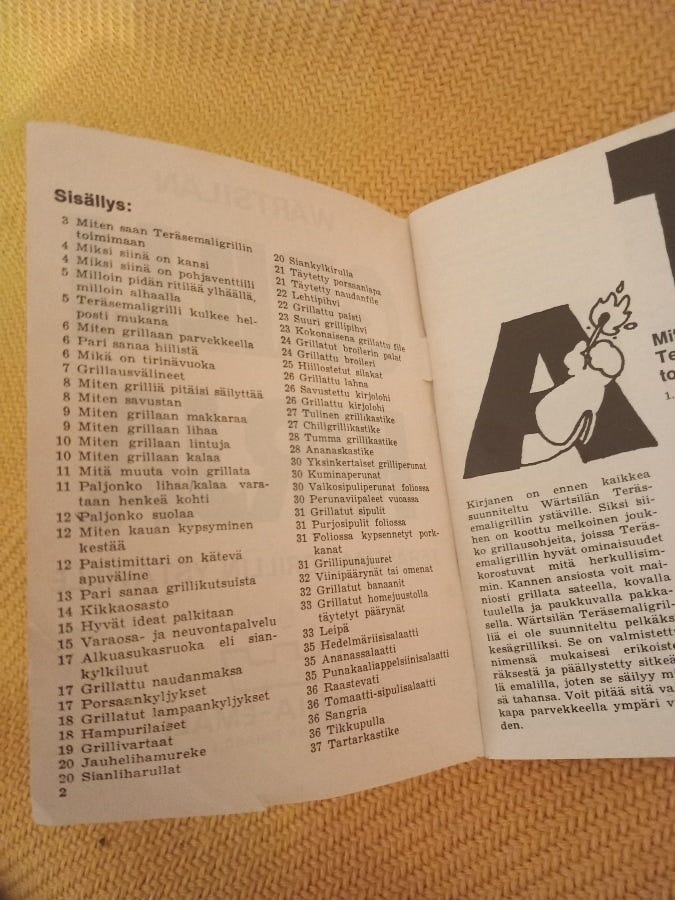 Sisällys:
3 Miten saan Teräsemaligrillin
toimimaan
4 Miksi siinä on kansi
4 Miksi siinä on pohjaventtiili
5 Milloin pidän ritilää ylhäällä,
milloin alhaalla
5 Teräsemaligrilli kulkee hel-
posti mukana
6 Miten grillaan parvekkeella
6 Pari sanaa hiilistä
6 Mikä on tirinävuoka
7 Grillausvälineet
8 Miten grilliä pitäisi säilyttää
8 Miten savustan
9 Miten grillaan makkaraa
9 Miten grillaan lihaa
10 Miten grillaan lintuja
10 Miten grillaan kalaa
11 Mitä muuta voin grillata
11 Paljonko lihaa/kalaa vara-
taan henkeä kohti
12 Paljonko suolaa
12 Miten kauan kypsyminen
kestää
12 Paistimittari on kätevä
apuväline
13 Pari sanaa grillikutsuista
14 Kikkaosasto
15 Hyvät ideat palkitaan
15 Varaosa- ja neuvontapalvelu
17 Alkuasukasruoka eli sian-
kylkiluut
17 Grillattu naudanmaksa
17 Porsaankyljykset
18 Grillatut lampaankyljykset
18 Hampurilaiset
19 Grillivartaat
20 Jauhelihamureke
20 Sianliharullat
2
20 Siankylkirulla
21 Täytetty porsaanlapa
21 Täytetty naudanfile
22 Lehtipihvi
22 Grillattu paisti
23 Suuri grillipihvi
23 Kokonaisena grillattu file
24 Grillatut broilerin palat
24 Grillattu broileri
25 Hiillostetut silakat
26 Grillattu lahna
26 Savustettu kirjolohi
26 Grillattu kirjolohi
27 Tulinen grillikastike
27 Chiligrillikastike
28 Tumma grillikastike
28 Ananaskastike
30 Yksinkertaiset grilliperunat
30 Kuminaperunat
30 Valkosipuliperunat foliossa
30 Perunaviipaleet vuoassa
31 Grillatut sipulit
31 Purjosipulit foliossa
31 Foliossa kypsennetyt pork-
kanat
31 Grillipunajuuret
32 Viinipäärynät tai omenat
32 Grillatut banaanit
33 Grillatut homejuustolla
täytetyt päärynät
33 Leipä
35 Hedelmäriisisalaatti
35 Ananassalaatti
35 Punakaaliappelsiinisalaatti
36 Raastevati
36 Tomaatti-sipulisalaatti
36 Sangria
36 Tikkupulla
37 Tartarkastike
A
Te
to
1.
Kirjanen on ennen kaikkea
suunniteltu Wärtsilän Teräs-
emaligrillin ystäville. Siksi sii-
hen on koottu melkoinen jouk-
ko grillausohjeita, joissa Teräs-
emaligrillin hyvät ominaisuudet
korostuvat mitä herkullisim-
min. Kannen ansiosta voit mai-
niosti grillata sateella, kovalla
tuulella ja paukkuvalla pakka-
sella. Wärtsilän Teräsemaligril-
liä ei ole suunniteltu pelkäks
kesägrilliksi. Se on valmistettu
nimensä mukaisesi erikoiste
räksestä ja päällystetty sitkeä
lä emalilla, joten se säilyy m
sä tahansa. Voit pitää sitä va
kapa parvekkeella ympäri v
den.